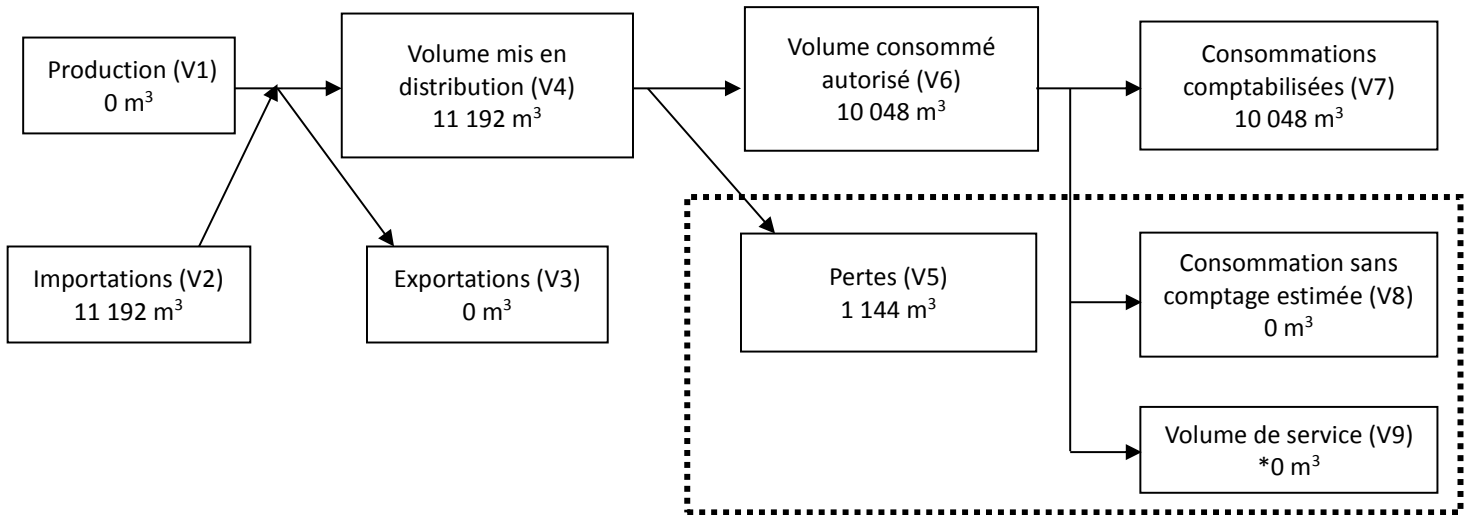 Production (V1)
0 m³
Volume mis
en
distribution (V4)
11 192 m³
Volume consommé
autorisé (V6)
10 048 m³
Consommations
comptabilisées (V7)
10 048 m³
Importations (V2)
11 192 m³
Exportations (V3)
0 m³
Pertes (V5)
1 144 m³
Consommation sans
comptage estimée (V8)
0 m³
Volume de service (V9)
*0 m³